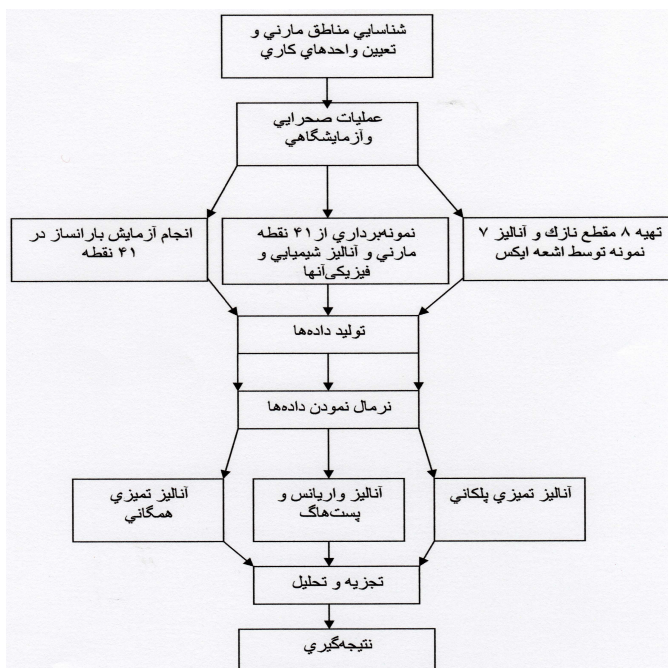 شناسايي مناطق مارني و
تعيين واحدهاي كاري
عمليات صحرايي
وآزمايشگاهي
تهيه ۸ مقطع نازك و آناليز ۷
نمونه توسط اشعه ايكس
نمونه‌برداري از ۴۱ نقطه
مارني و آناليز شيميايي و
فيزيكي‌آنها
انجام آزمايش بارانساز در
۴۱ نقطه
توليد داده‌ها
نرمال نمودن داده‌ها
آناليز تميزي پلكاني
آناليز واريانس و
پست‌هاگ
آناليز تميزي
همگاني
تجزيه و تحليل
نتيجه‌گيري